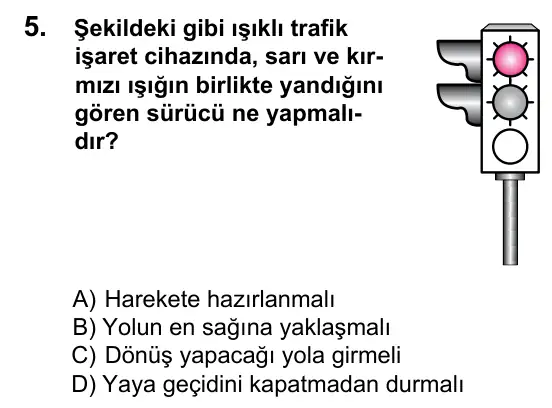 5. Şekildeki gibi ışıklı trafik
işaret cihazında, sarı ve kır-
mızı ışığın birlikte yandığını
gören sürücü ne yapmalı-
dır?
A) Harekete hazırlanmalı
B) Yolun en sağına yaklaşmalı
C) Dönüş yapacağı yola girmeli
D) Yaya geçidini kapatmadan durmalı